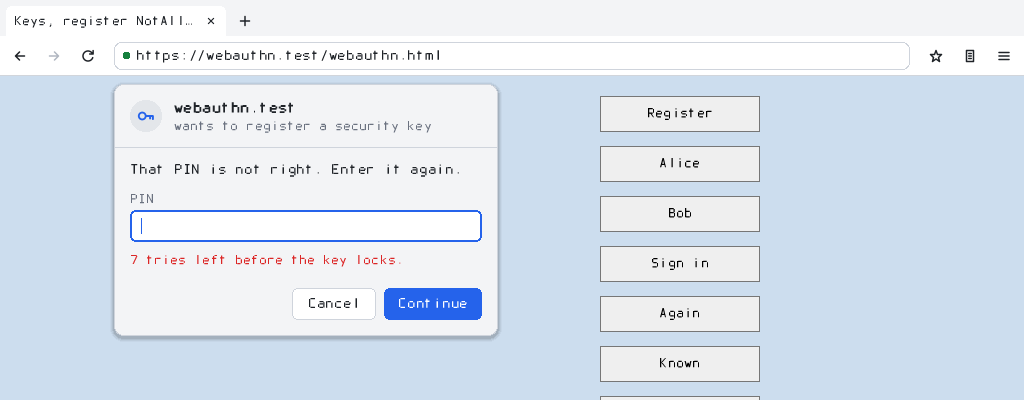 Keys, register NotAll…
https://webauthn.test/webauthn.html
webauthn.test
wants to register a security key
That PIN is not right. Enter it again.
PIN
7 tries left before the key locks.
Cancel
Continue
Register
Alice
Bob
Sign in
Again
Known